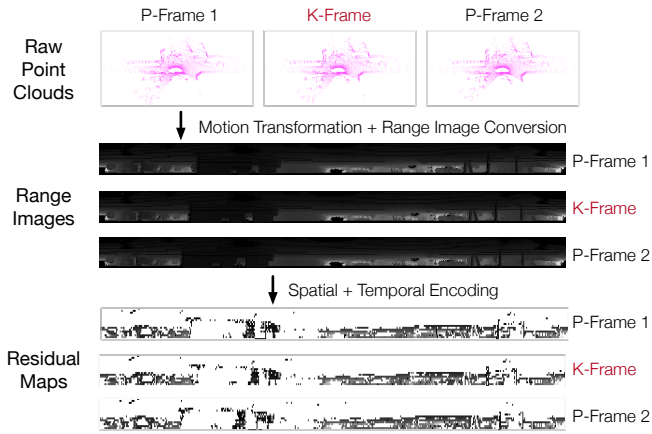 P-Frame 1
K-Frame
P-Frame 2
Raw
Point
Clouds
Motion Transformation + Range Image Conversion
P-Frame 1
Range
Images
K-Frame
P-Frame 2
Spatial + Temporal Encoding
P-Frame 1
Residual
Maps
K-Frame
P-Frame 2